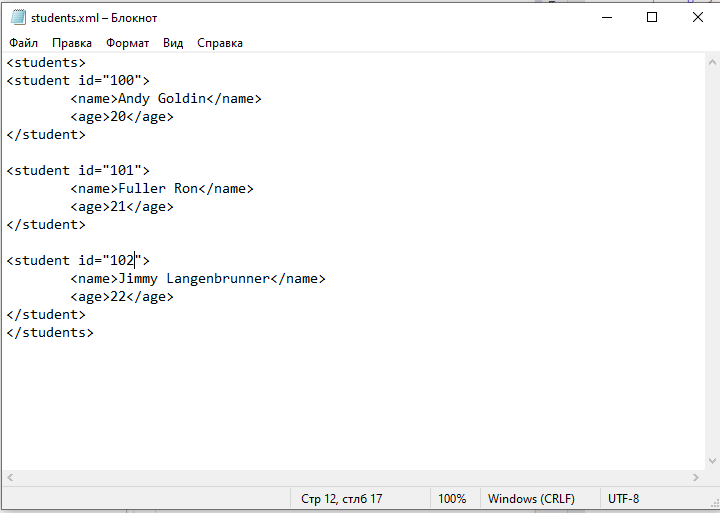 students.xml – Блокнот
Файл Правка Формат Вид Справка
<students>
<student id="100">
	<name>Andy Goldin</name>
	<age>20</age>
</student>

<student id="101">
	<name>Fuller Ron</name>
	<age>21</age>
</student>

<student id="102">
	<name>Jimmy Langenbrunner</name>
	<age>22</age>
</student>
</students>
Стр 12, стлб 17 100% Windows (CRLF) UTF-8